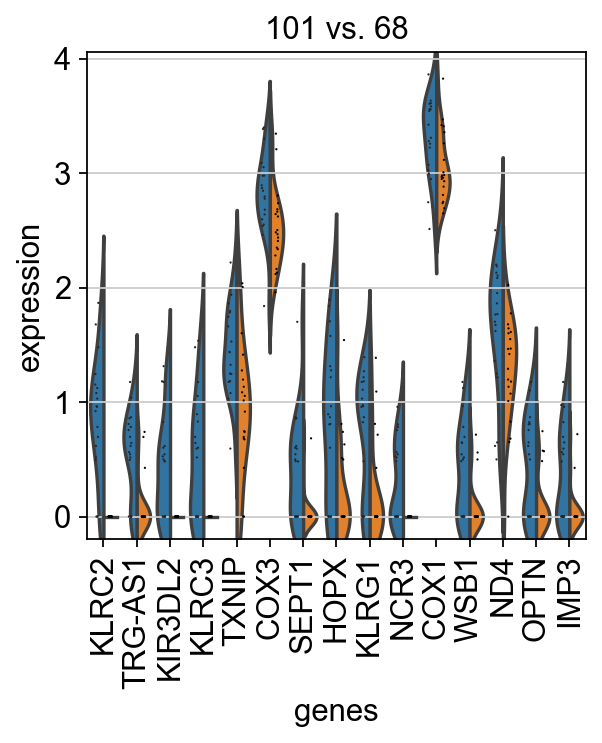 101 vs. 68
expression
4
3
2
1
0
KLRC2
TRG-AS1
KIR3DL2
KLRC3
TXNIP
COX3
SEPT1
HOPX
KLRG1
NCR3
COX1
WSB1
ND4
OPTN
IMP3
genes